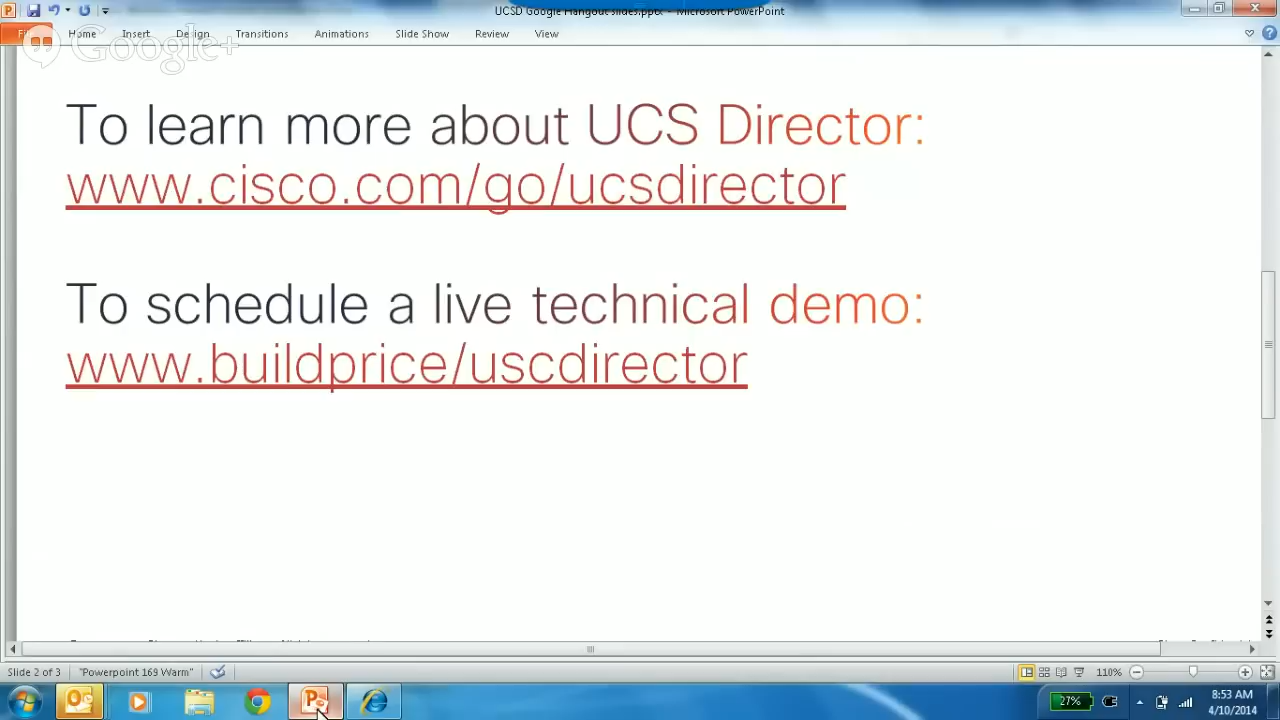 UCSD Google Hangout slides.pptx - Microsoft PowerPoint
Google+
Home Insert Design Transitions Animations Slide Show Review View
To learn more about UCS Director:
www.cisco.com/go/ucsdirector
To schedule a live technical demo:
www.buildprice/uscdirector
Slide 2 of 3 "Powerpoint 169 Warm" 110%
27% 8:53 AM
4/10/2014